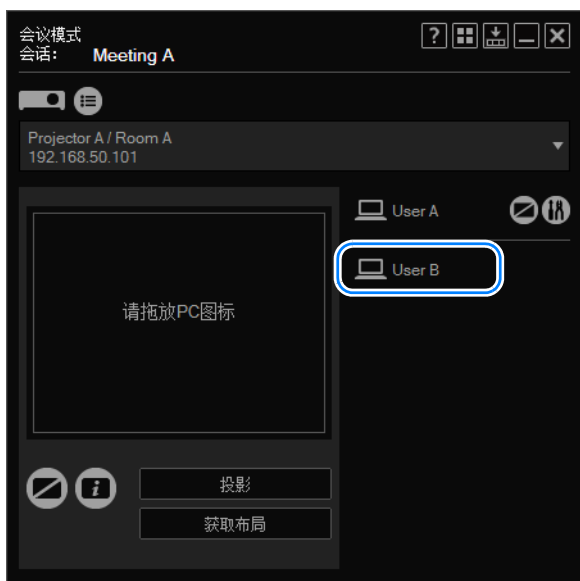 会议模式
会话： Meeting A
Projector A / Room A
192.168.50.101
User A
User B
请拖放PC图标
投影
获取布局